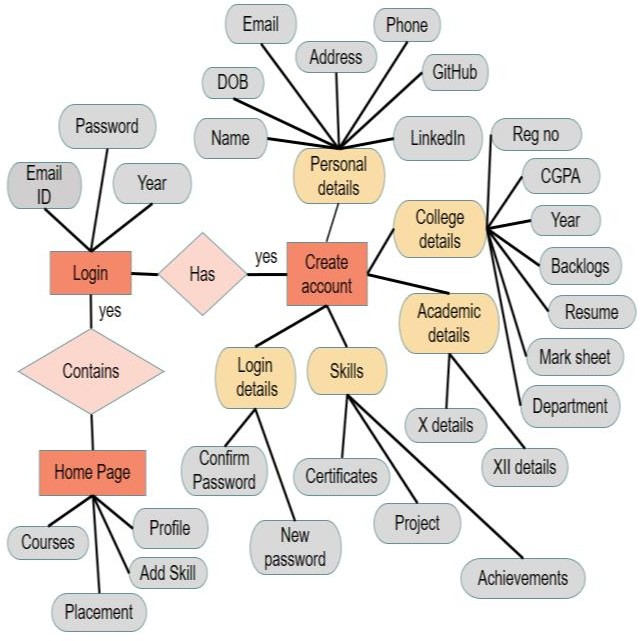 Email
Phone
Address
GitHub
DOB
Name
LinkedIn
Password
Reg no
Personal
details
Email
ID
Year
CGPA
College
details
Year
Login
Has
yes
Create
account
Backlogs
yes
Academic
details
Resume
Contains
Login
details
Skills
Mark sheet
Department
X details
Home Page
Confirm
Password
Certificates
XII details
Courses
Profile
New
password
Project
Add Skill
Achievements
Placement